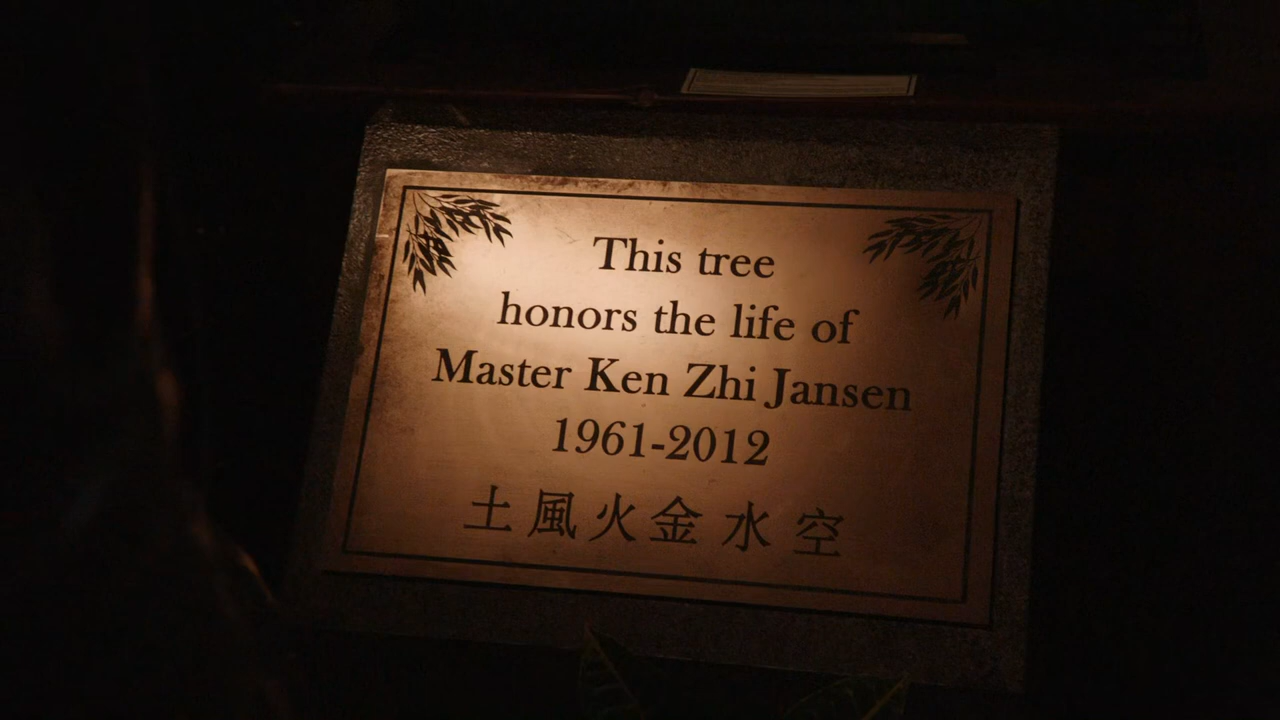 This tree
honors the life of
Master Ken Zhi Jansen
1961-2012
土風火金水空